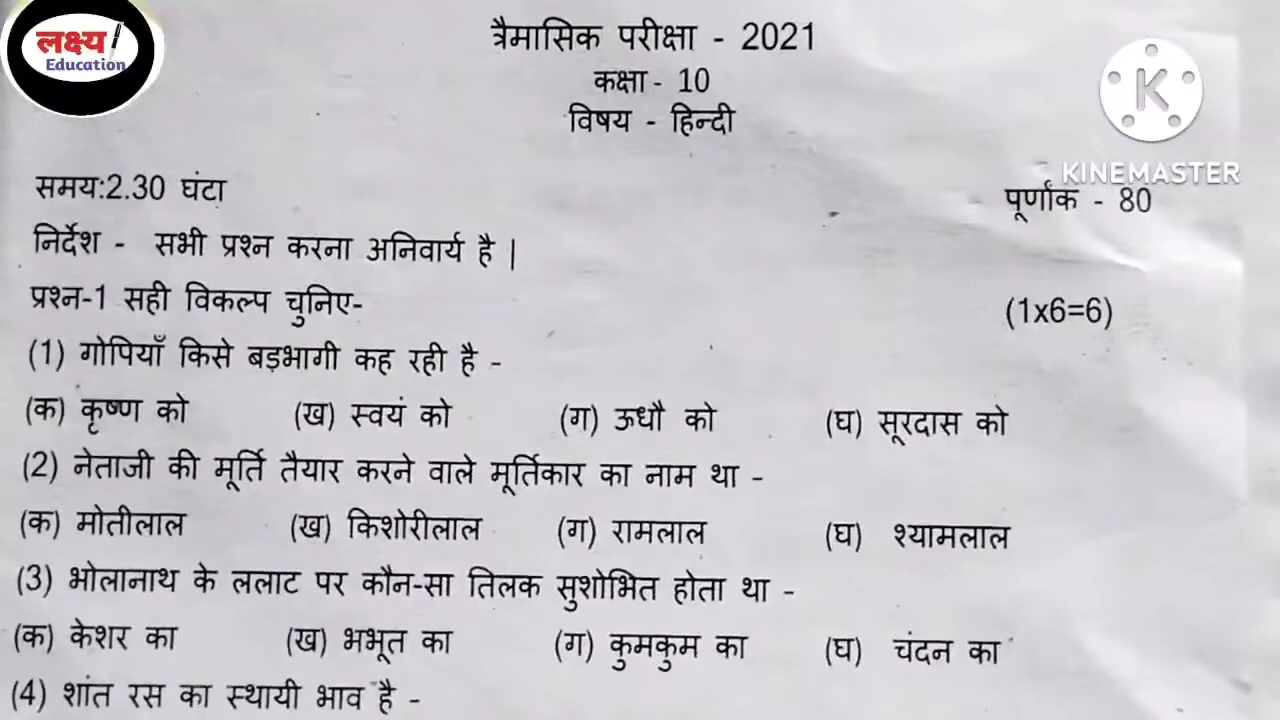 लक्ष्य
Education
त्रैमासिक परीक्षा - 2021
कक्षा - 10
विषय - हिन्दी
KINEMASTER
समय:2.30 घंटा पूर्णांक - 80
निर्देश - सभी प्रश्न करना अनिवार्य है |
प्रश्न-1 सही विकल्प चुनिए- (1x6=6)
(1) गोपियाँ किसे बड़भागी कह रही है -
(क) कृष्ण को (ख) स्वयं को (ग) ऊधौ को (घ) सूरदास को
(2) नेताजी की मूर्ति तैयार करने वाले मूर्तिकार का नाम था -
(क) मोतीलाल (ख) किशोरीलाल (ग) रामलाल (घ) श्यामलाल
(3) भोलानाथ के ललाट पर कौन-सा तिलक सुशोभित होता था -
(क) केशर का (ख) भभूत का (ग) कुमकुम का (घ) चंदन का
(4) शांत रस का स्थायी भाव है -